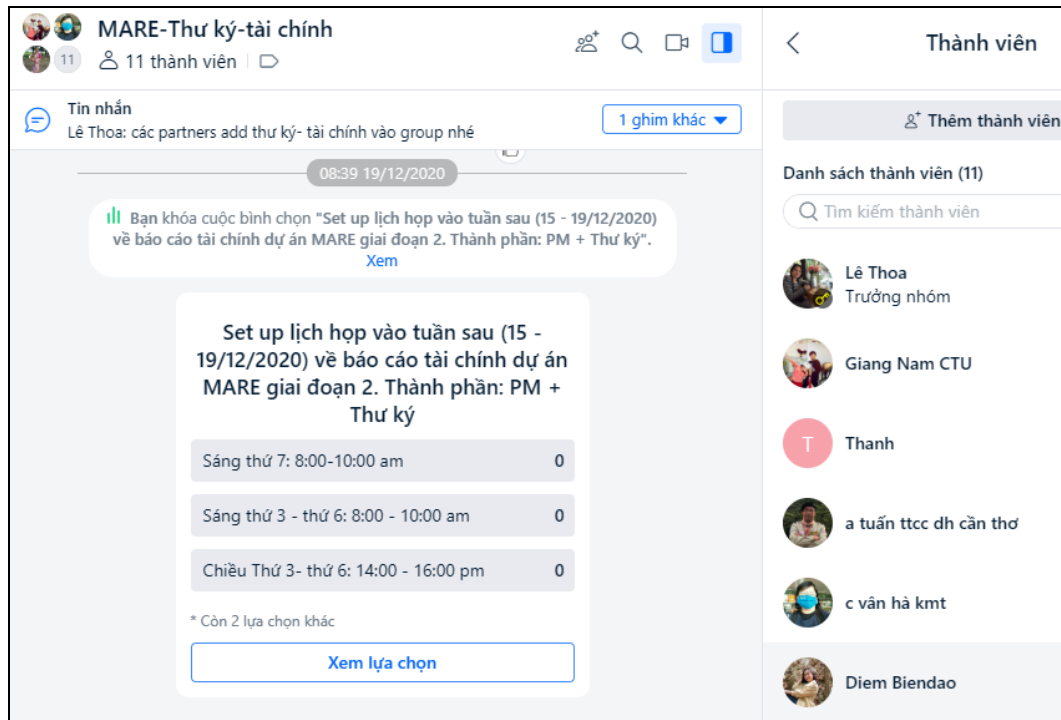 MARE-Thư ký-tài chính
11
11 thành viên
Tin nhắn
Lê Thoa: các partners add thư ký- tài chính vào group nhé
1 ghim khác
08:39 19/12/2020
Bạn khóa cuộc bình chọn "Set up lịch họp vào tuần sau (15 - 19/12/2020)
về báo cáo tài chính dự án MARE giai đoạn 2. Thành phần: PM + Thư ký".
Xem
Set up lịch họp vào tuần sau (15 -
19/12/2020) về báo cáo tài chính dự án
MARE giai đoạn 2. Thành phần: PM +
Thư ký
Sáng thứ 7: 8:00-10:00 am 0
Sáng thứ 3 - thứ 6: 8:00 - 10:00 am 0
Chiều Thứ 3- thứ 6: 14:00 - 16:00 pm 0
* Còn 2 lựa chọn khác
Xem lựa chọn
Thành viên
Thêm thành viên
Danh sách thành viên (11)
Tìm kiếm thành viên
Lê Thoa
Trưởng nhóm
Giang Nam CTU
T
Thanh
a tuấn ttcc dh cần thơ
c vân hà kmt
Diem Biendao